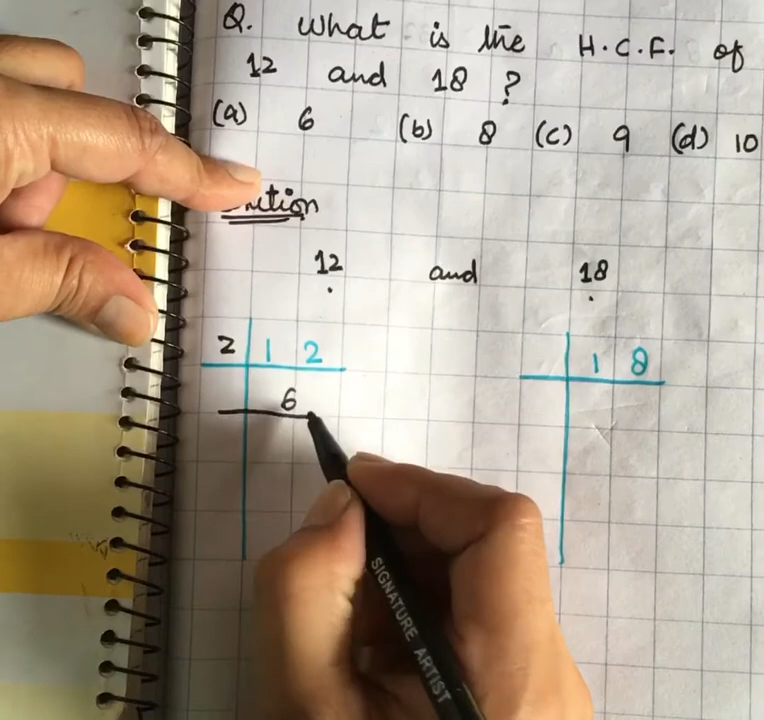 Q. What is the H.C.F. of
12 and 18 ?
(a) 6 (b) 8 (c) 9 (d) 10
12 and 18
2 12 18
6
SIGNATURE ARTIST